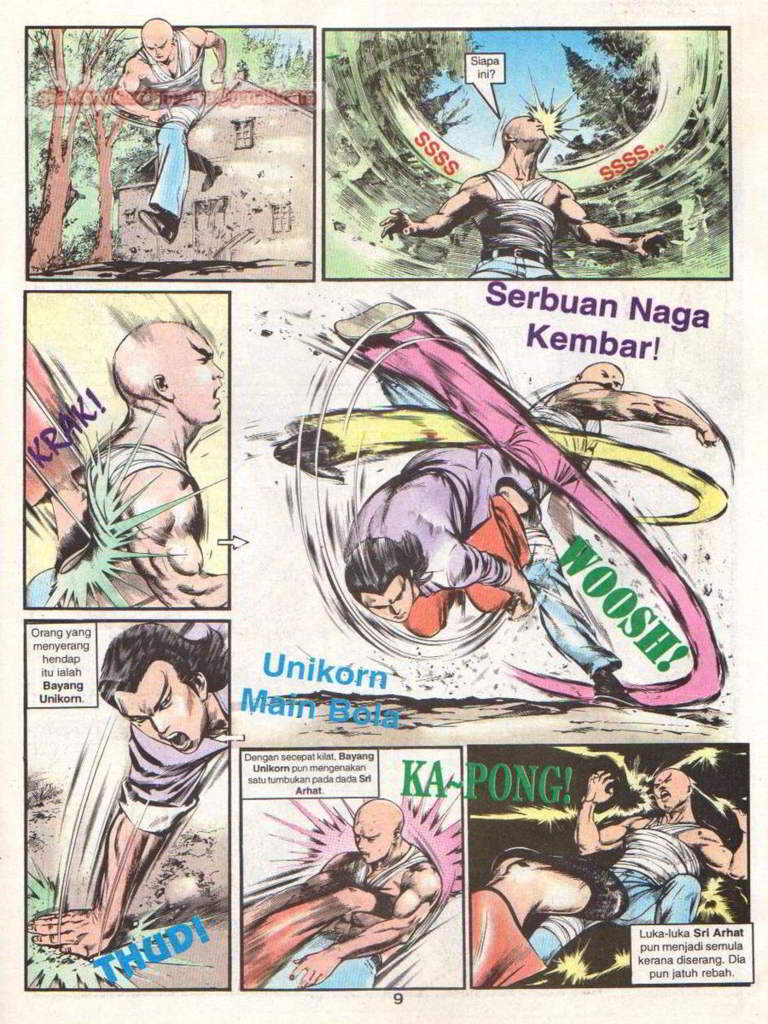 Siapa
ini?
SSSS
SSSS...
KRAK!
Serbuan Naga
Kembar!
WOOSH!
Unikorn
Main Bola
Orang yang
menyerang
hendap
itu ialah
Bayang
Unikorn.
THUD!
Dengan secepat kilat, Bayang
Unikorn pun mengenakan
satu tumbukan pada dada Sri
Arhat.
KA-PONG!
Luka-luka Sri Arhat
pun menjadi semula
kerana diserang. Dia
pun jatuh rebah.
9